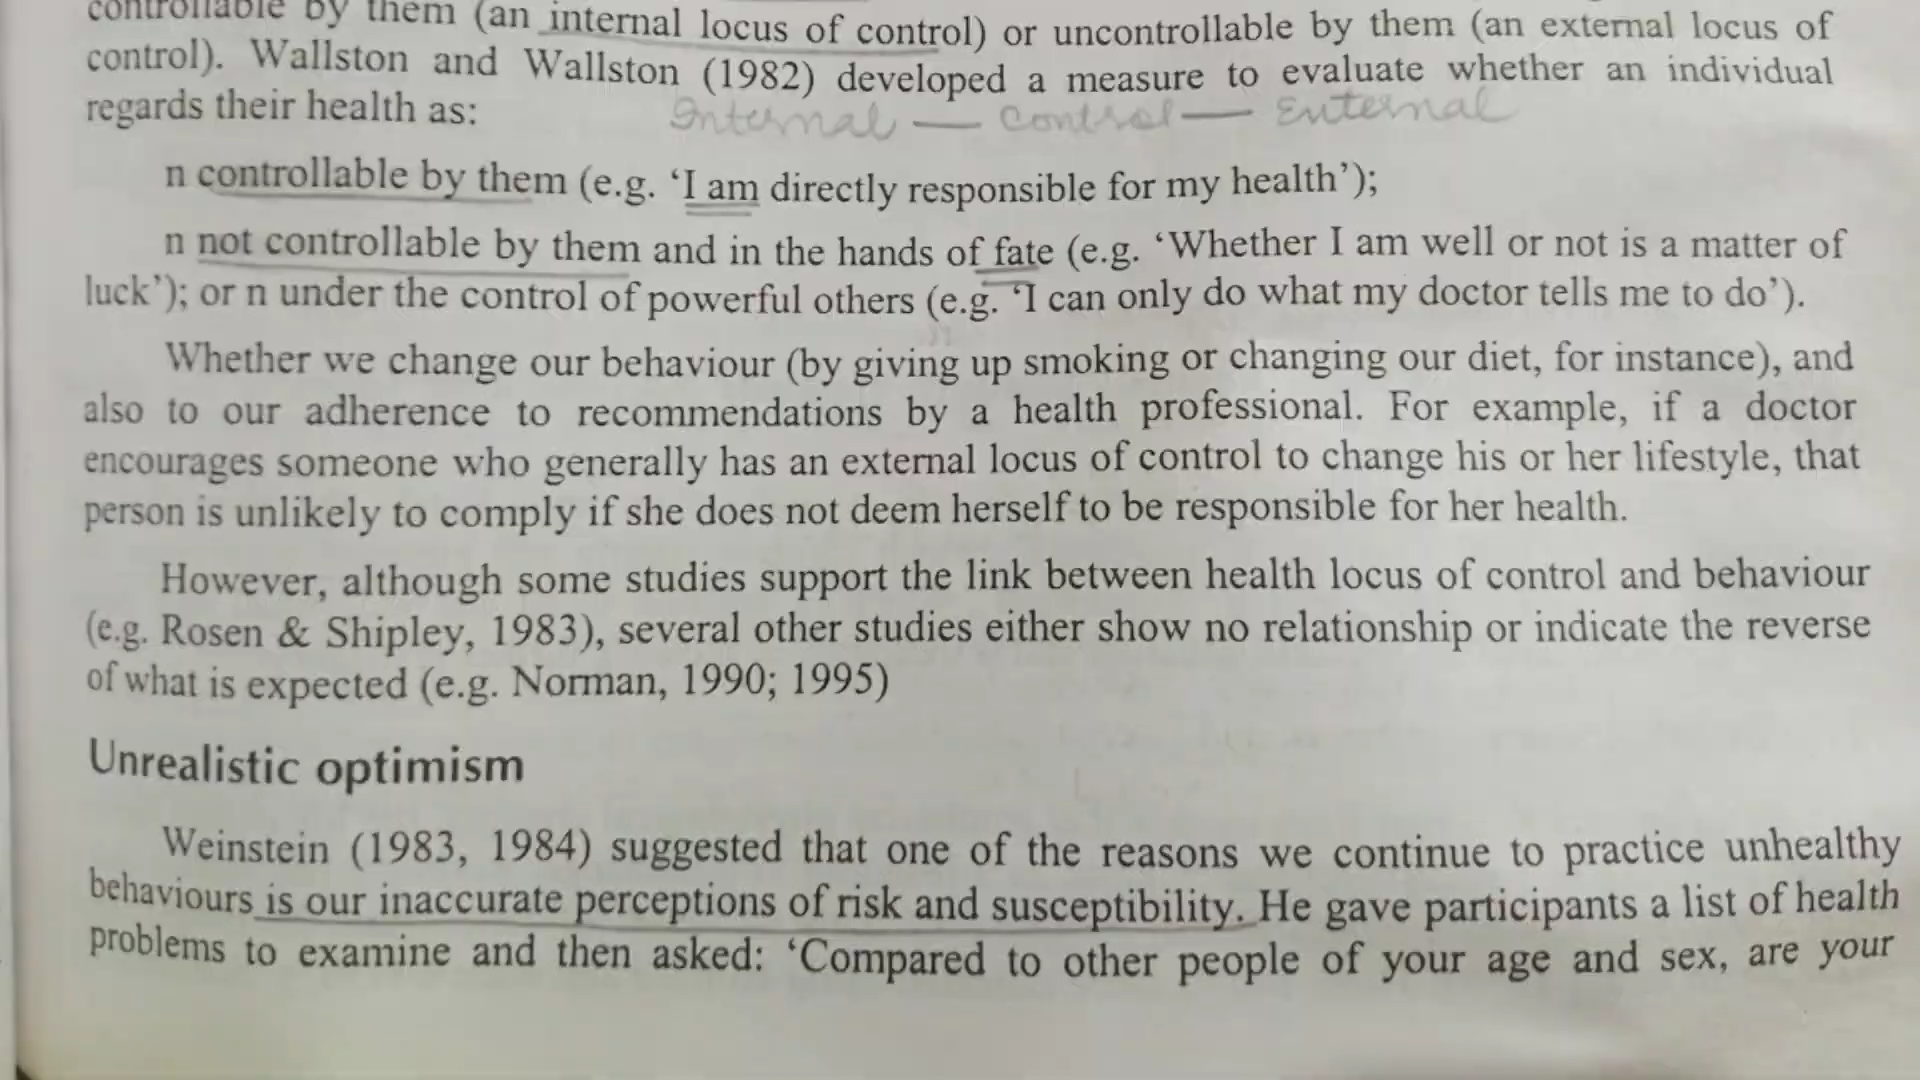 controllable by them (an internal locus of control) or uncontrollable by them (an external locus of
control). Wallston and Wallston (1982) developed a measure to evaluate whether an individual
regards their health as:
Internal — Control — External
n controllable by them (e.g. ‘I am directly responsible for my health’);
n not controllable by them and in the hands of fate (e.g. ‘Whether I am well or not is a matter of
luck’); or n under the control of powerful others (e.g. ‘I can only do what my doctor tells me to do’).
Whether we change our behaviour (by giving up smoking or changing our diet, for instance), and
also to our adherence to recommendations by a health professional. For example, if a doctor
encourages someone who generally has an external locus of control to change his or her lifestyle, that
person is unlikely to comply if she does not deem herself to be responsible for her health.
However, although some studies support the link between health locus of control and behaviour
(e.g. Rosen & Shipley, 1983), several other studies either show no relationship or indicate the reverse
of what is expected (e.g. Norman, 1990; 1995)
Unrealistic optimism
Weinstein (1983, 1984) suggested that one of the reasons we continue to practice unhealthy
behaviours is our inaccurate perceptions of risk and susceptibility. He gave participants a list of health
problems to examine and then asked: ‘Compared to other people of your age and sex, are your